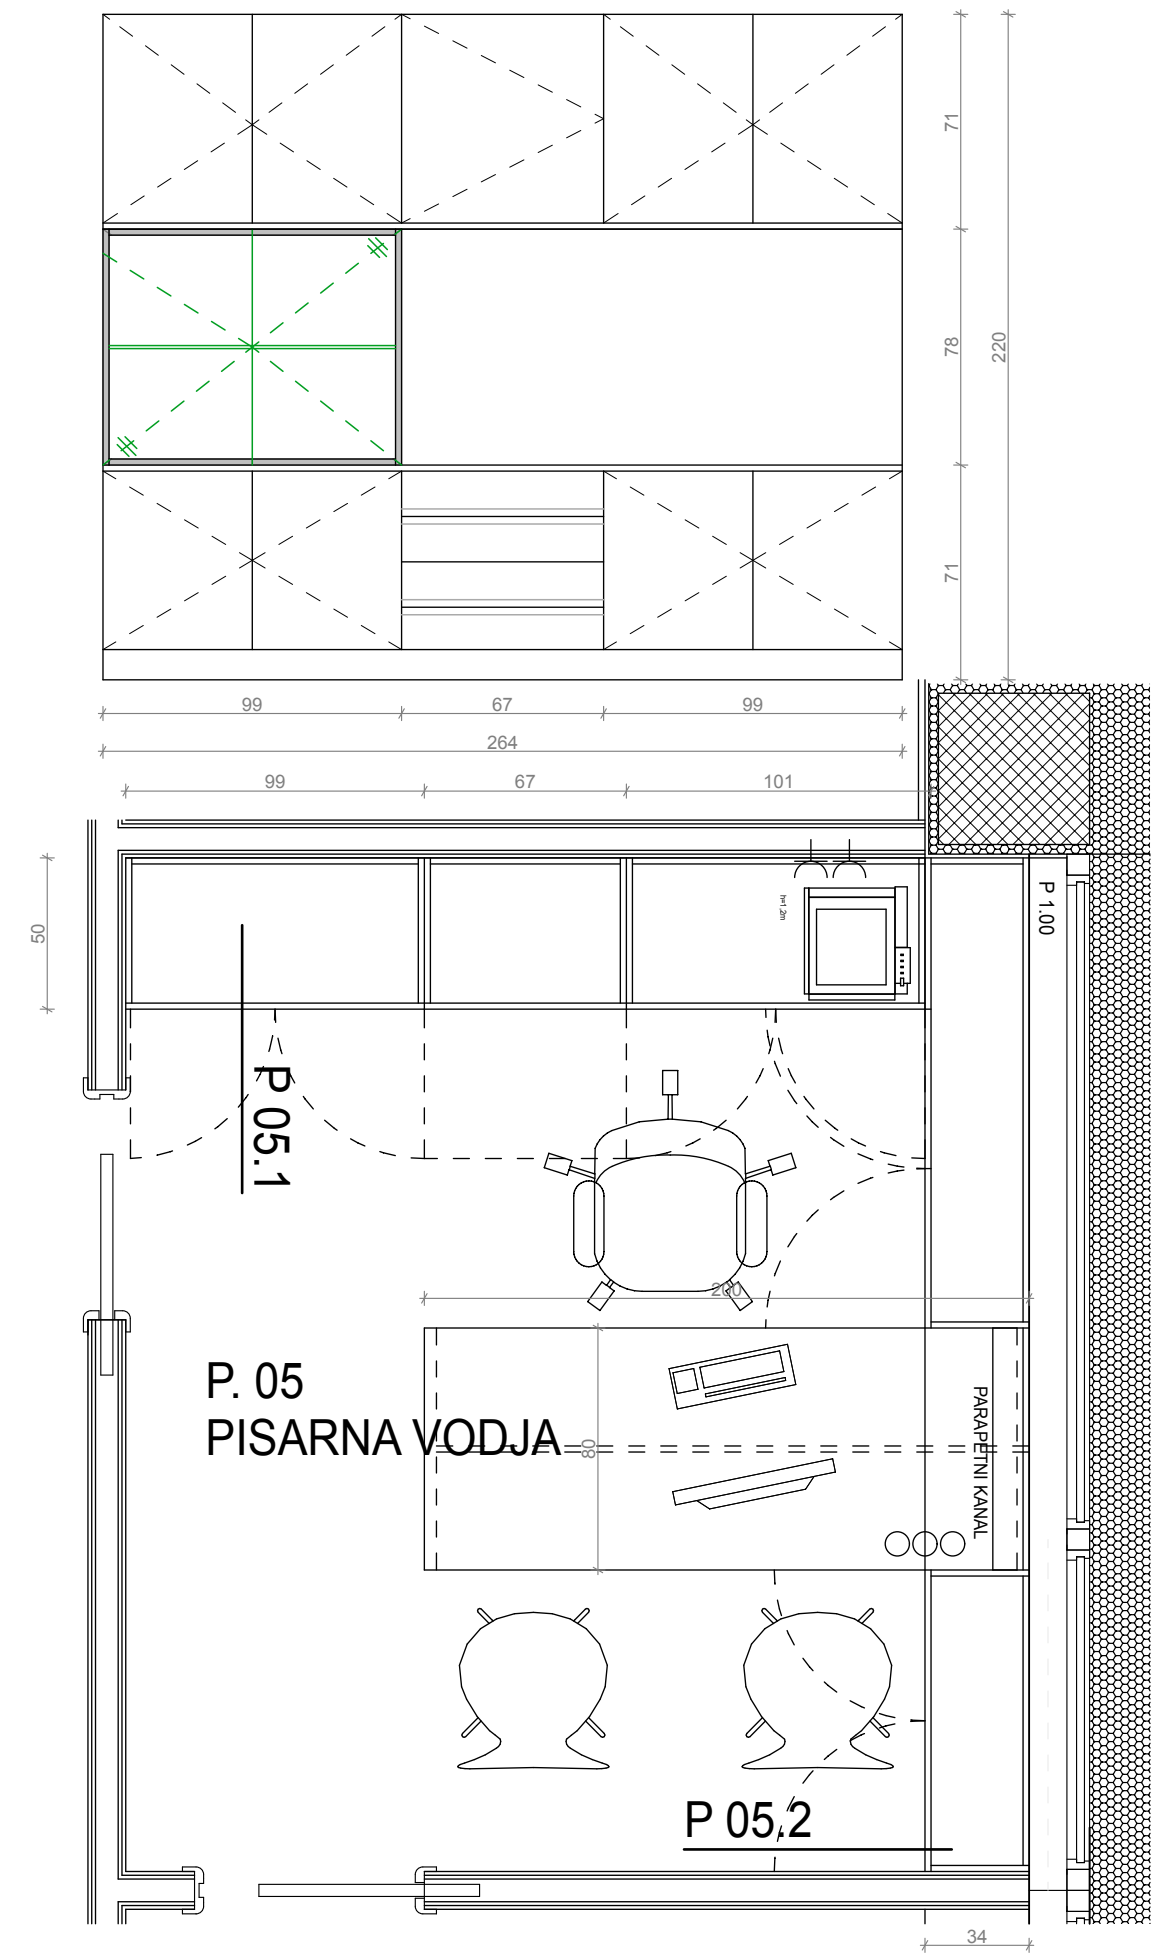 71
78
220
71
99
67
99
264
99
67
101
50
h=1,2m
P 1.00
P 05.1
200
P. 05
PISARNA VODJA
80
PARAPETNI KANAL
P 05.2
34